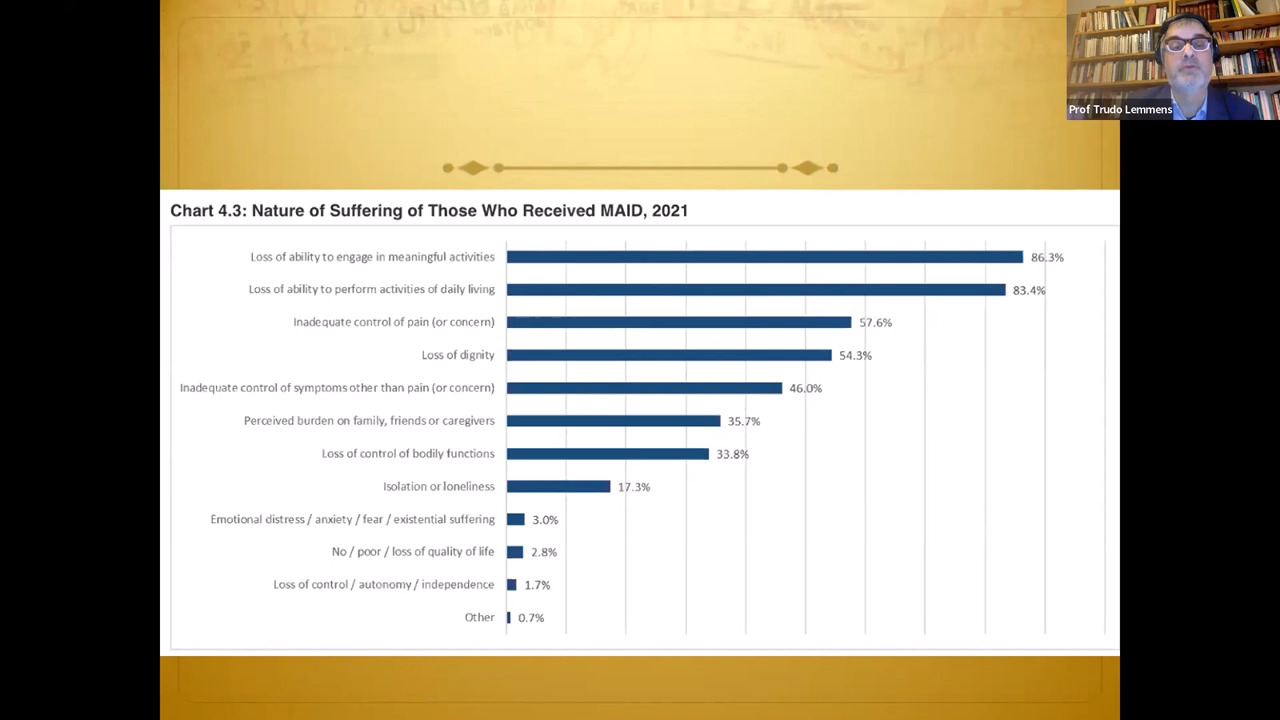 Prof Trudo Lemmens
Chart 4.3: Nature of Suffering of Those Who Received MAID, 2021
Loss of ability to engage in meaningful activities 86.3%
Loss of ability to perform activities of daily living 83.4%
Inadequate control of pain (or concern) 57.6%
Loss of dignity 54.3%
Inadequate control of symptoms other than pain (or concern) 46.0%
Perceived burden on family, friends or caregivers 35.7%
Loss of control of bodily functions 33.8%
Isolation or loneliness 17.3%
Emotional distress / anxiety / fear / existential suffering 3.0%
No / poor / loss of quality of life 2.8%
Loss of control / autonomy / independence 1.7%
Other 0.7%